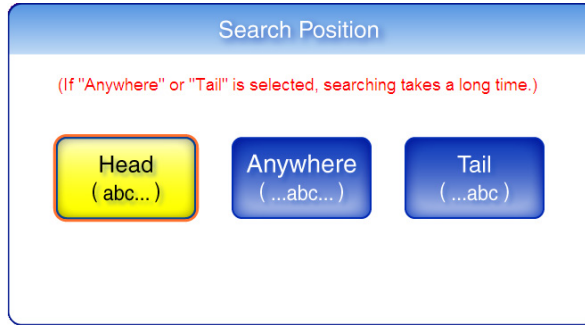 Search Position
(If "Anywhere" or "Tail" is selected, searching takes a long time.)
Head
( abc... )
Anywhere
( ...abc... )
Tail
( ...abc )